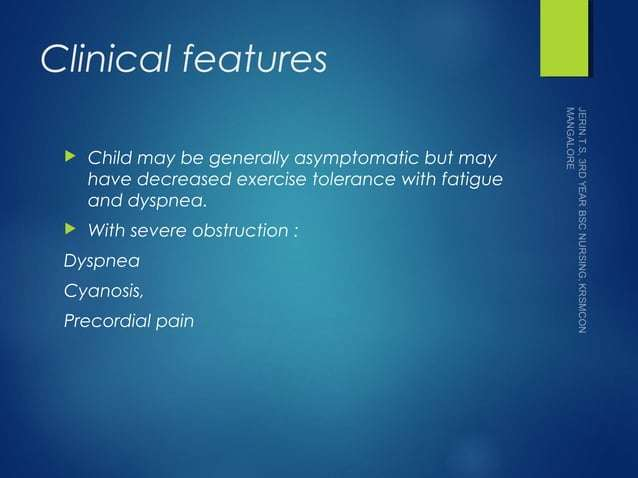 Clinical features
Child may be generally asymptomatic but may
have decreased exercise tolerance with fatigue
and dyspnea.
With severe obstruction :
Dyspnea
Cyanosis,
Precordial pain
JERIN T.S, 3RD YEAR BSC NURSING, KRSMCON
MANGALORE